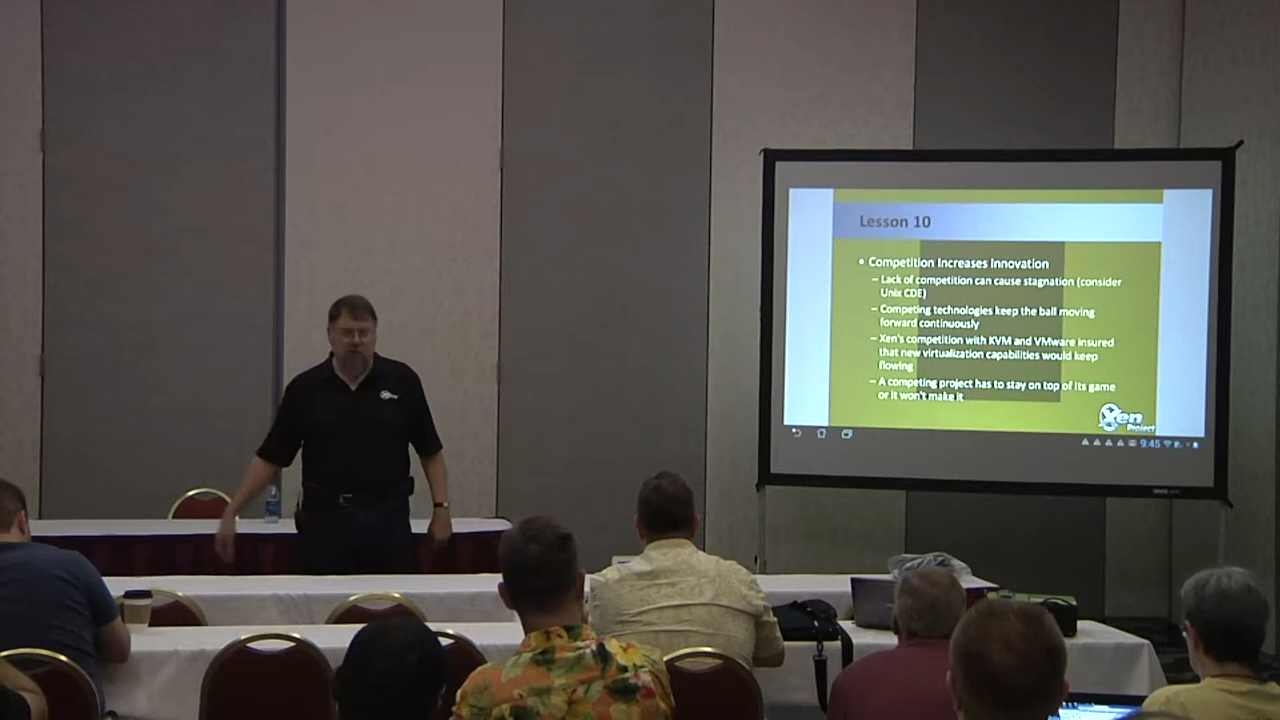 Lesson 10
• Competition Increases Innovation
– Lack of competition can cause stagnation (consider
Unix CDE)
– Competing technologies keep the ball moving
forward continuously
– Xen's competition with KVM and VMware insured
that new virtualization capabilities would keep
flowing
– A competing project has to stay on top of its game
or it won't make it
Xen
Project
9:45
Xen